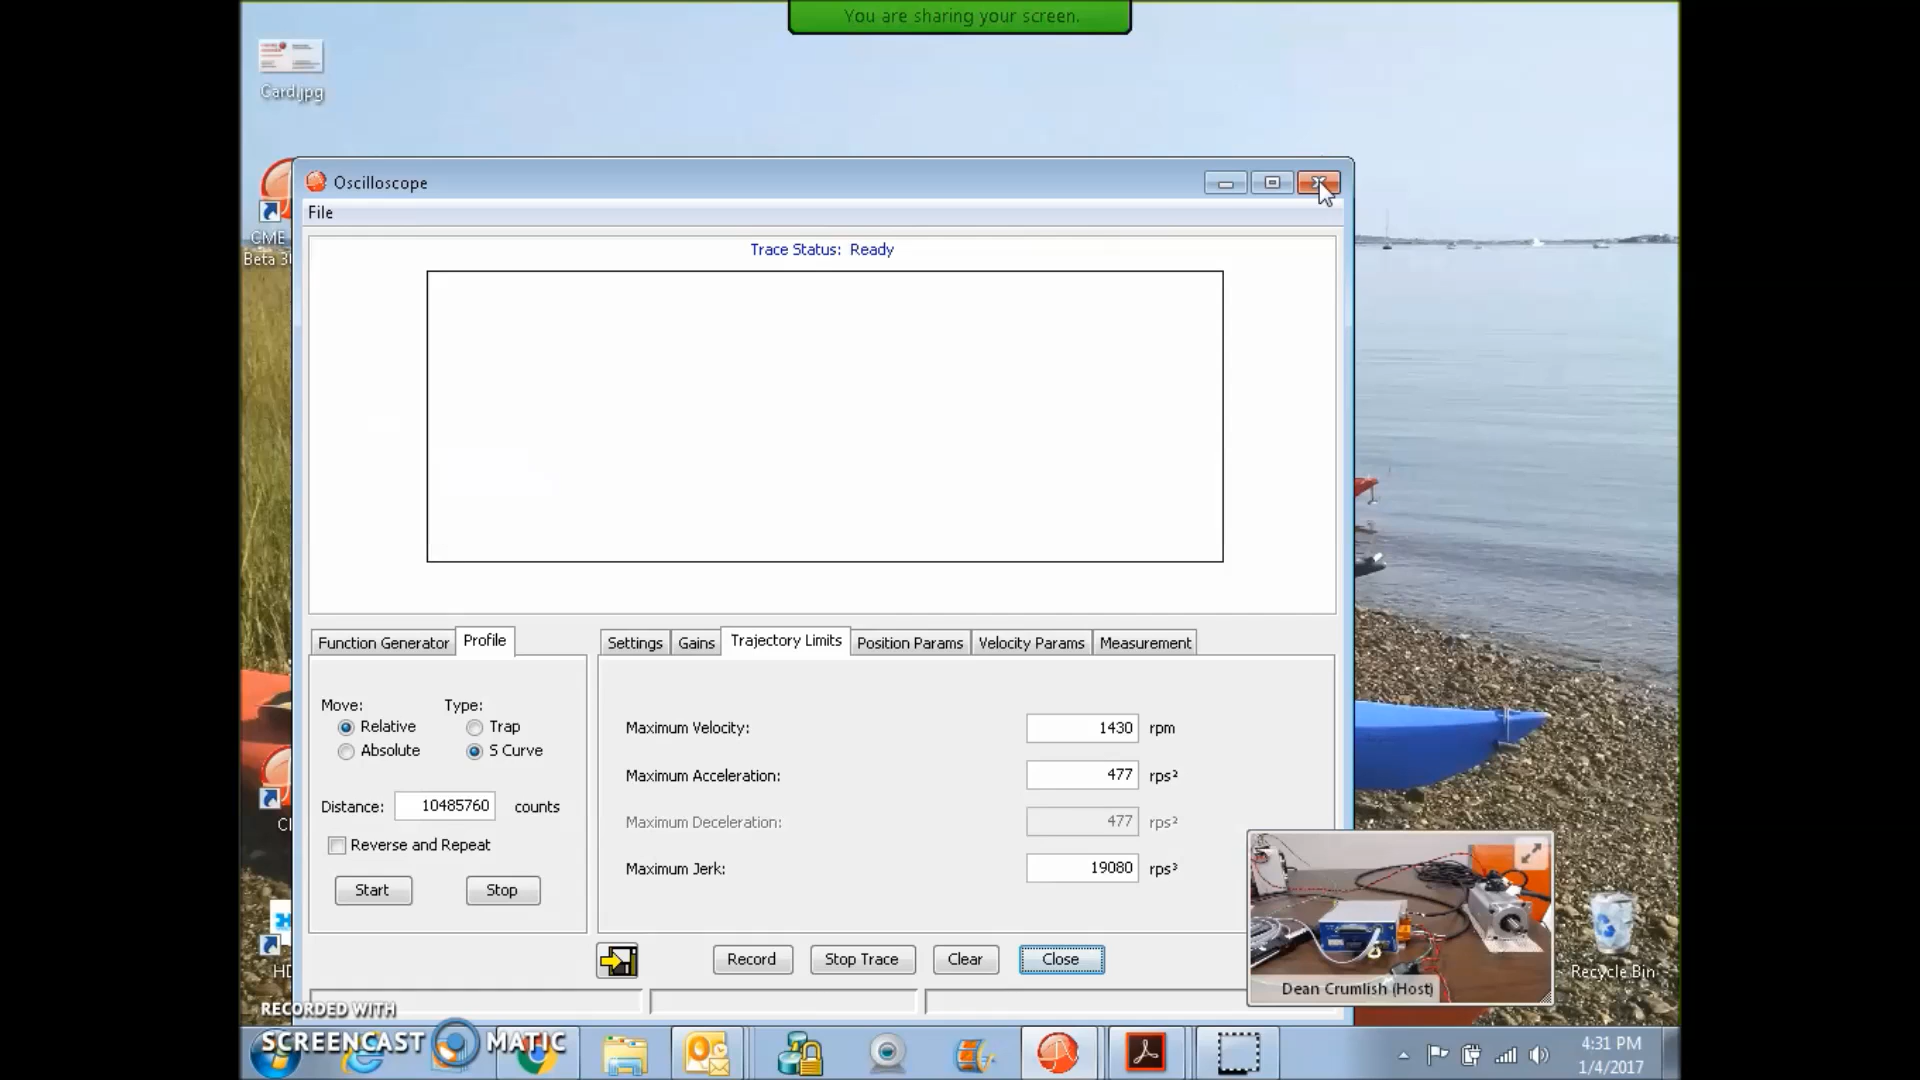 You are sharing your screen.
Card.jpg
Oscilloscope
File
CME
Beta 3
Trace Status: Ready
Function Generator
Profile
Settings
Gains
Trajectory Limits
Position Params
Velocity Params
Measurement
Move:
Type:
Relative
Trap
Absolute
S Curve
Distance: 10485760 counts
Reverse and Repeat
Start
Stop
Maximum Velocity: 1430 rpm
Maximum Acceleration: 477 rps²
Maximum Deceleration: 477 rps²
Maximum Jerk: 19080 rps³
Record
Stop Trace
Clear
Close
Dean Crumlish (Host)
Recycle Bin
RECORDED WITH
SCREENCAST MATIC
4:31 PM
1/4/2017